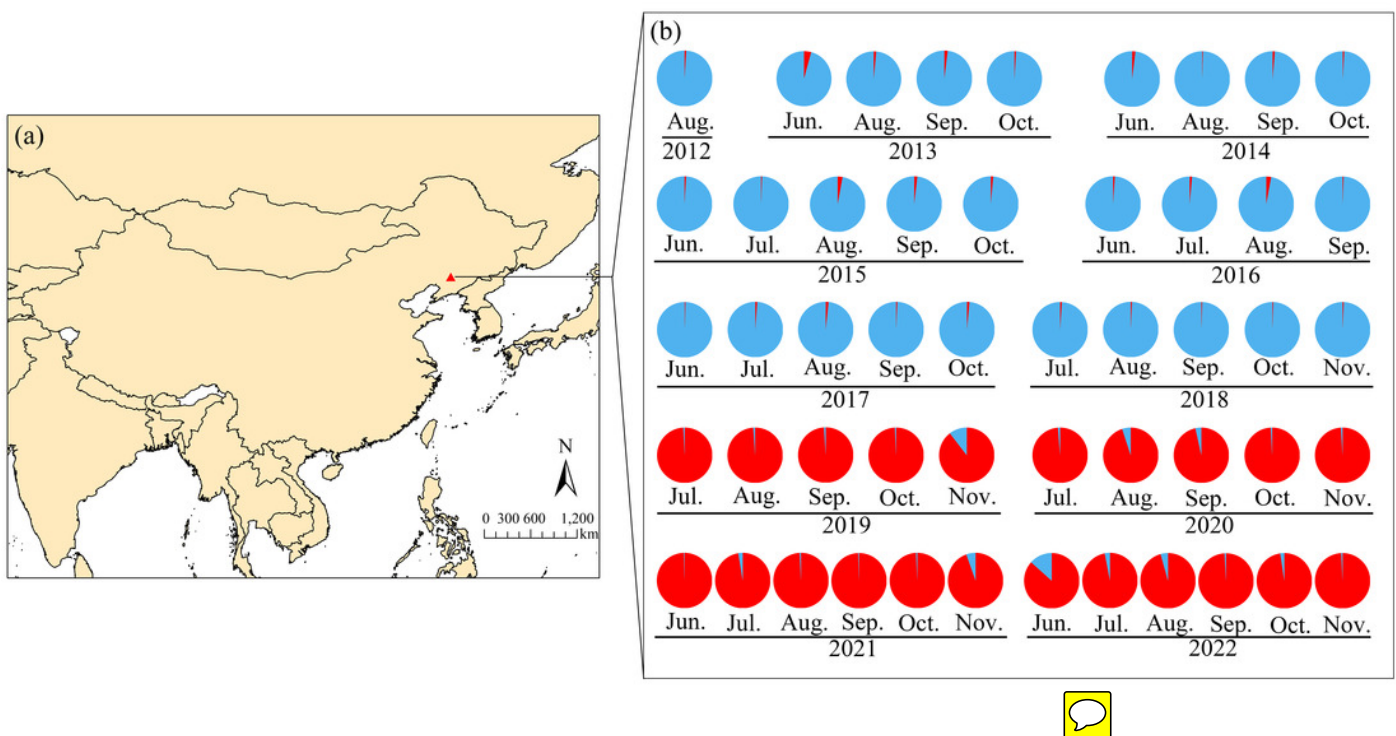 (a)
N
0 300 600 1,200
km
(b)
Aug. Jun. Aug. Sep. Oct. Jun. Aug. Sep. Oct.
2012 2013 2014
Jun. Jul. Aug. Sep. Oct. Jun. Jul. Aug. Sep.
2015 2016
Jun. Jul. Aug. Sep. Oct. Jul. Aug. Sep. Oct. Nov.
2017 2018
Jul. Aug. Sep. Oct. Nov. Jul. Aug. Sep. Oct. Nov.
2019 2020
Jun. Jul. Aug. Sep. Oct. Nov. Jun. Jul. Aug. Sep. Oct. Nov.
2021 2022